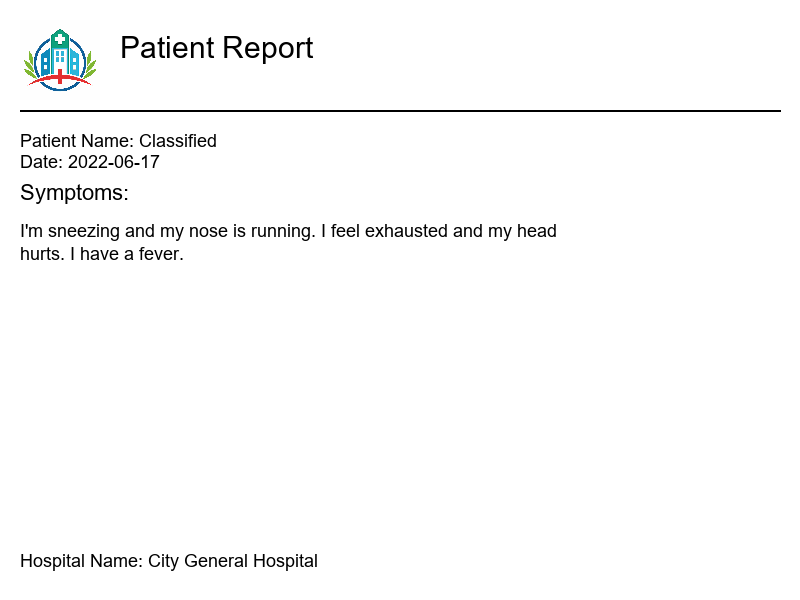 Patient Report
Patient Name: Classified
Date: 2022-06-17
Symptoms:
I'm sneezing and my nose is running. I feel exhausted and my head
hurts. I have a fever.
Hospital Name: City General Hospital